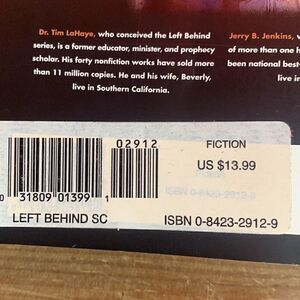 Dr. Tim LaHaye, who conceived the Left Behind
series, is a former educator, minister, and prophecy
scholar. His forty nonfiction works have sold more
than 11 million copies. He and his wife, Beverly,
live in Southern California.
Jerry B. Jenkins,
of more than one h
been national best-
live in
02912
FICTION
US $13.99
ISBN 0-8423-2912-9
0 31809 01399 1
LEFT BEHIND SC
ISBN 0-8423-2912-9